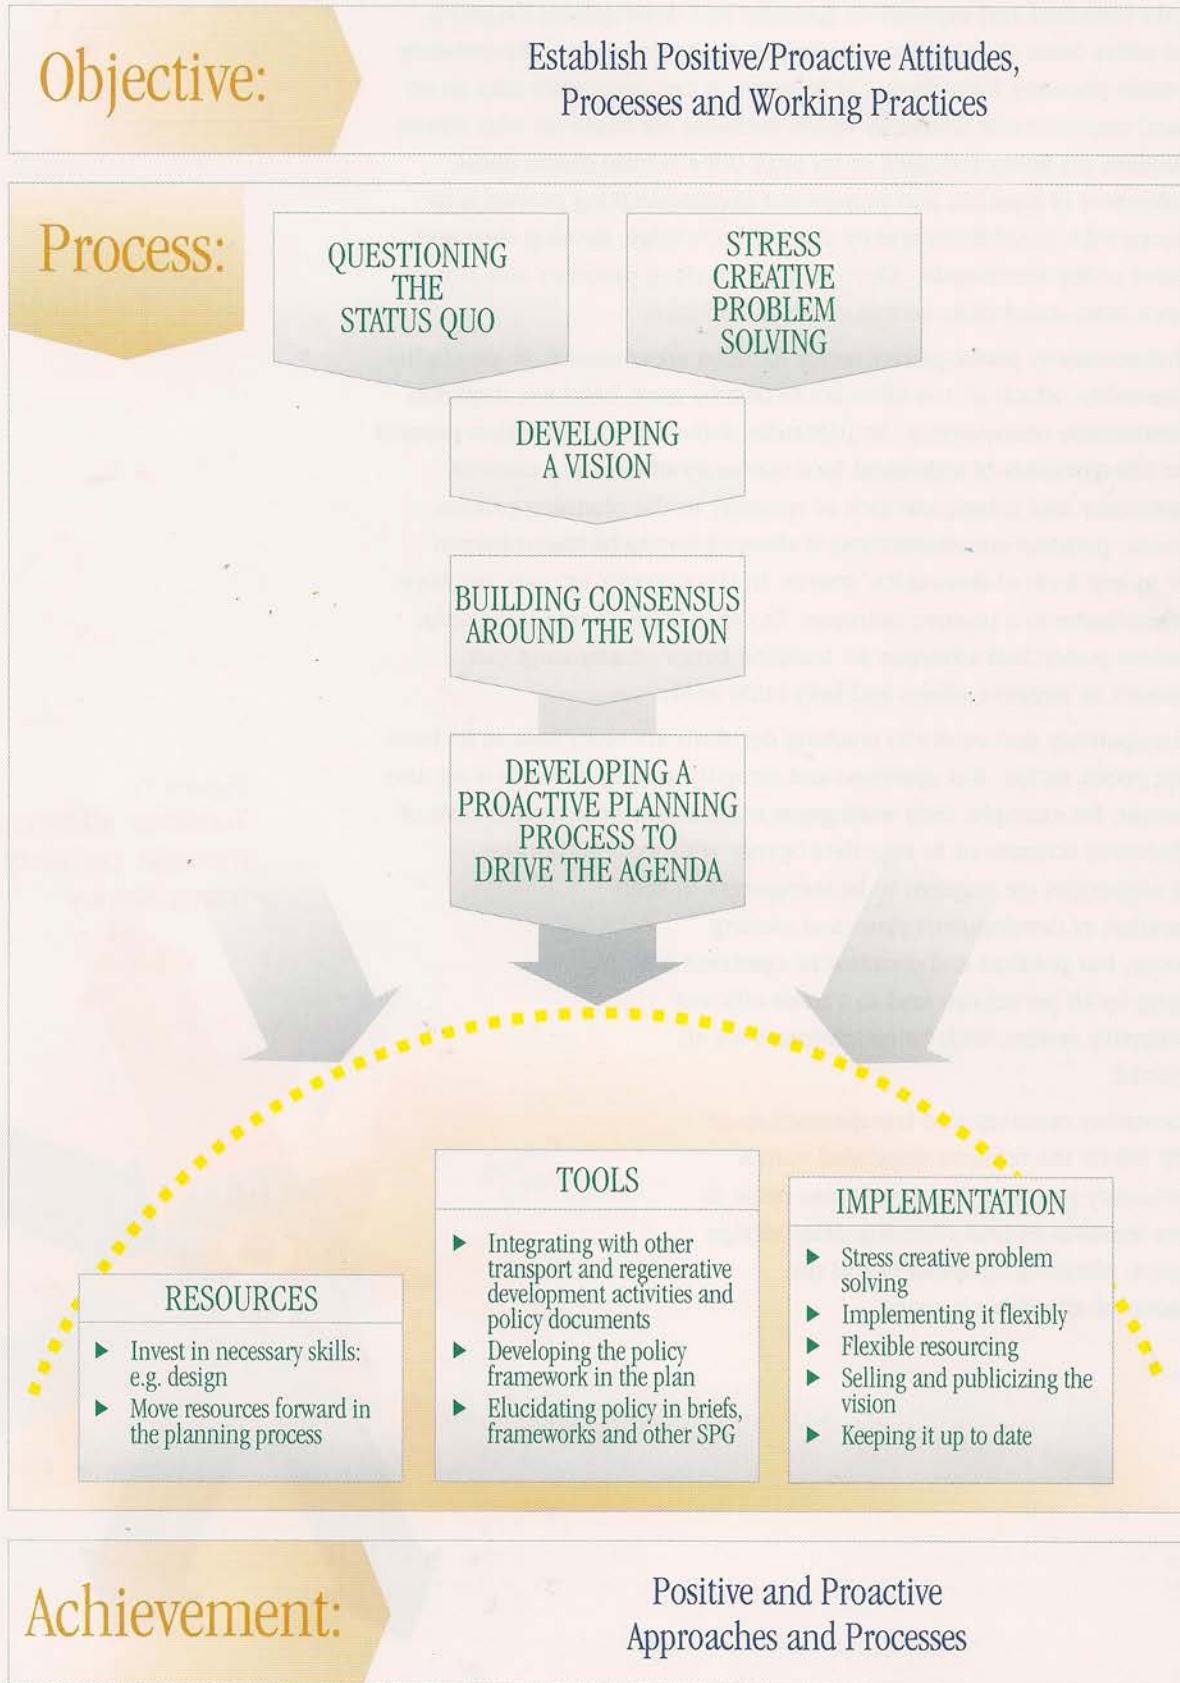 Objective:
Establish Positive/Proactive Attitudes,
Processes and Working Practices
Process:
QUESTIONING
THE
STATUS QUO
STRESS
CREATIVE
PROBLEM
SOLVING
DEVELOPING
A VISION
BUILDING CONSENSUS
AROUND THE VISION
DEVELOPING A
PROACTIVE PLANNING
PROCESS TO
DRIVE THE AGENDA
RESOURCES
▶ Invest in necessary skills:
e.g. design
▶ Move resources forward in
the planning process
TOOLS
▶ Integrating with other
transport and regenerative
development activities and
policy documents
▶ Developing the policy
framework in the plan
▶ Elucidating policy in briefs,
frameworks and other SPG
IMPLEMENTATION
▶ Stress creative problem
solving
▶ Implementing it flexibly
▶ Flexible resourcing
▶ Selling and publicizing the
vision
▶ Keeping it up to date
Achievement:
Positive and Proactive
Approaches and Processes